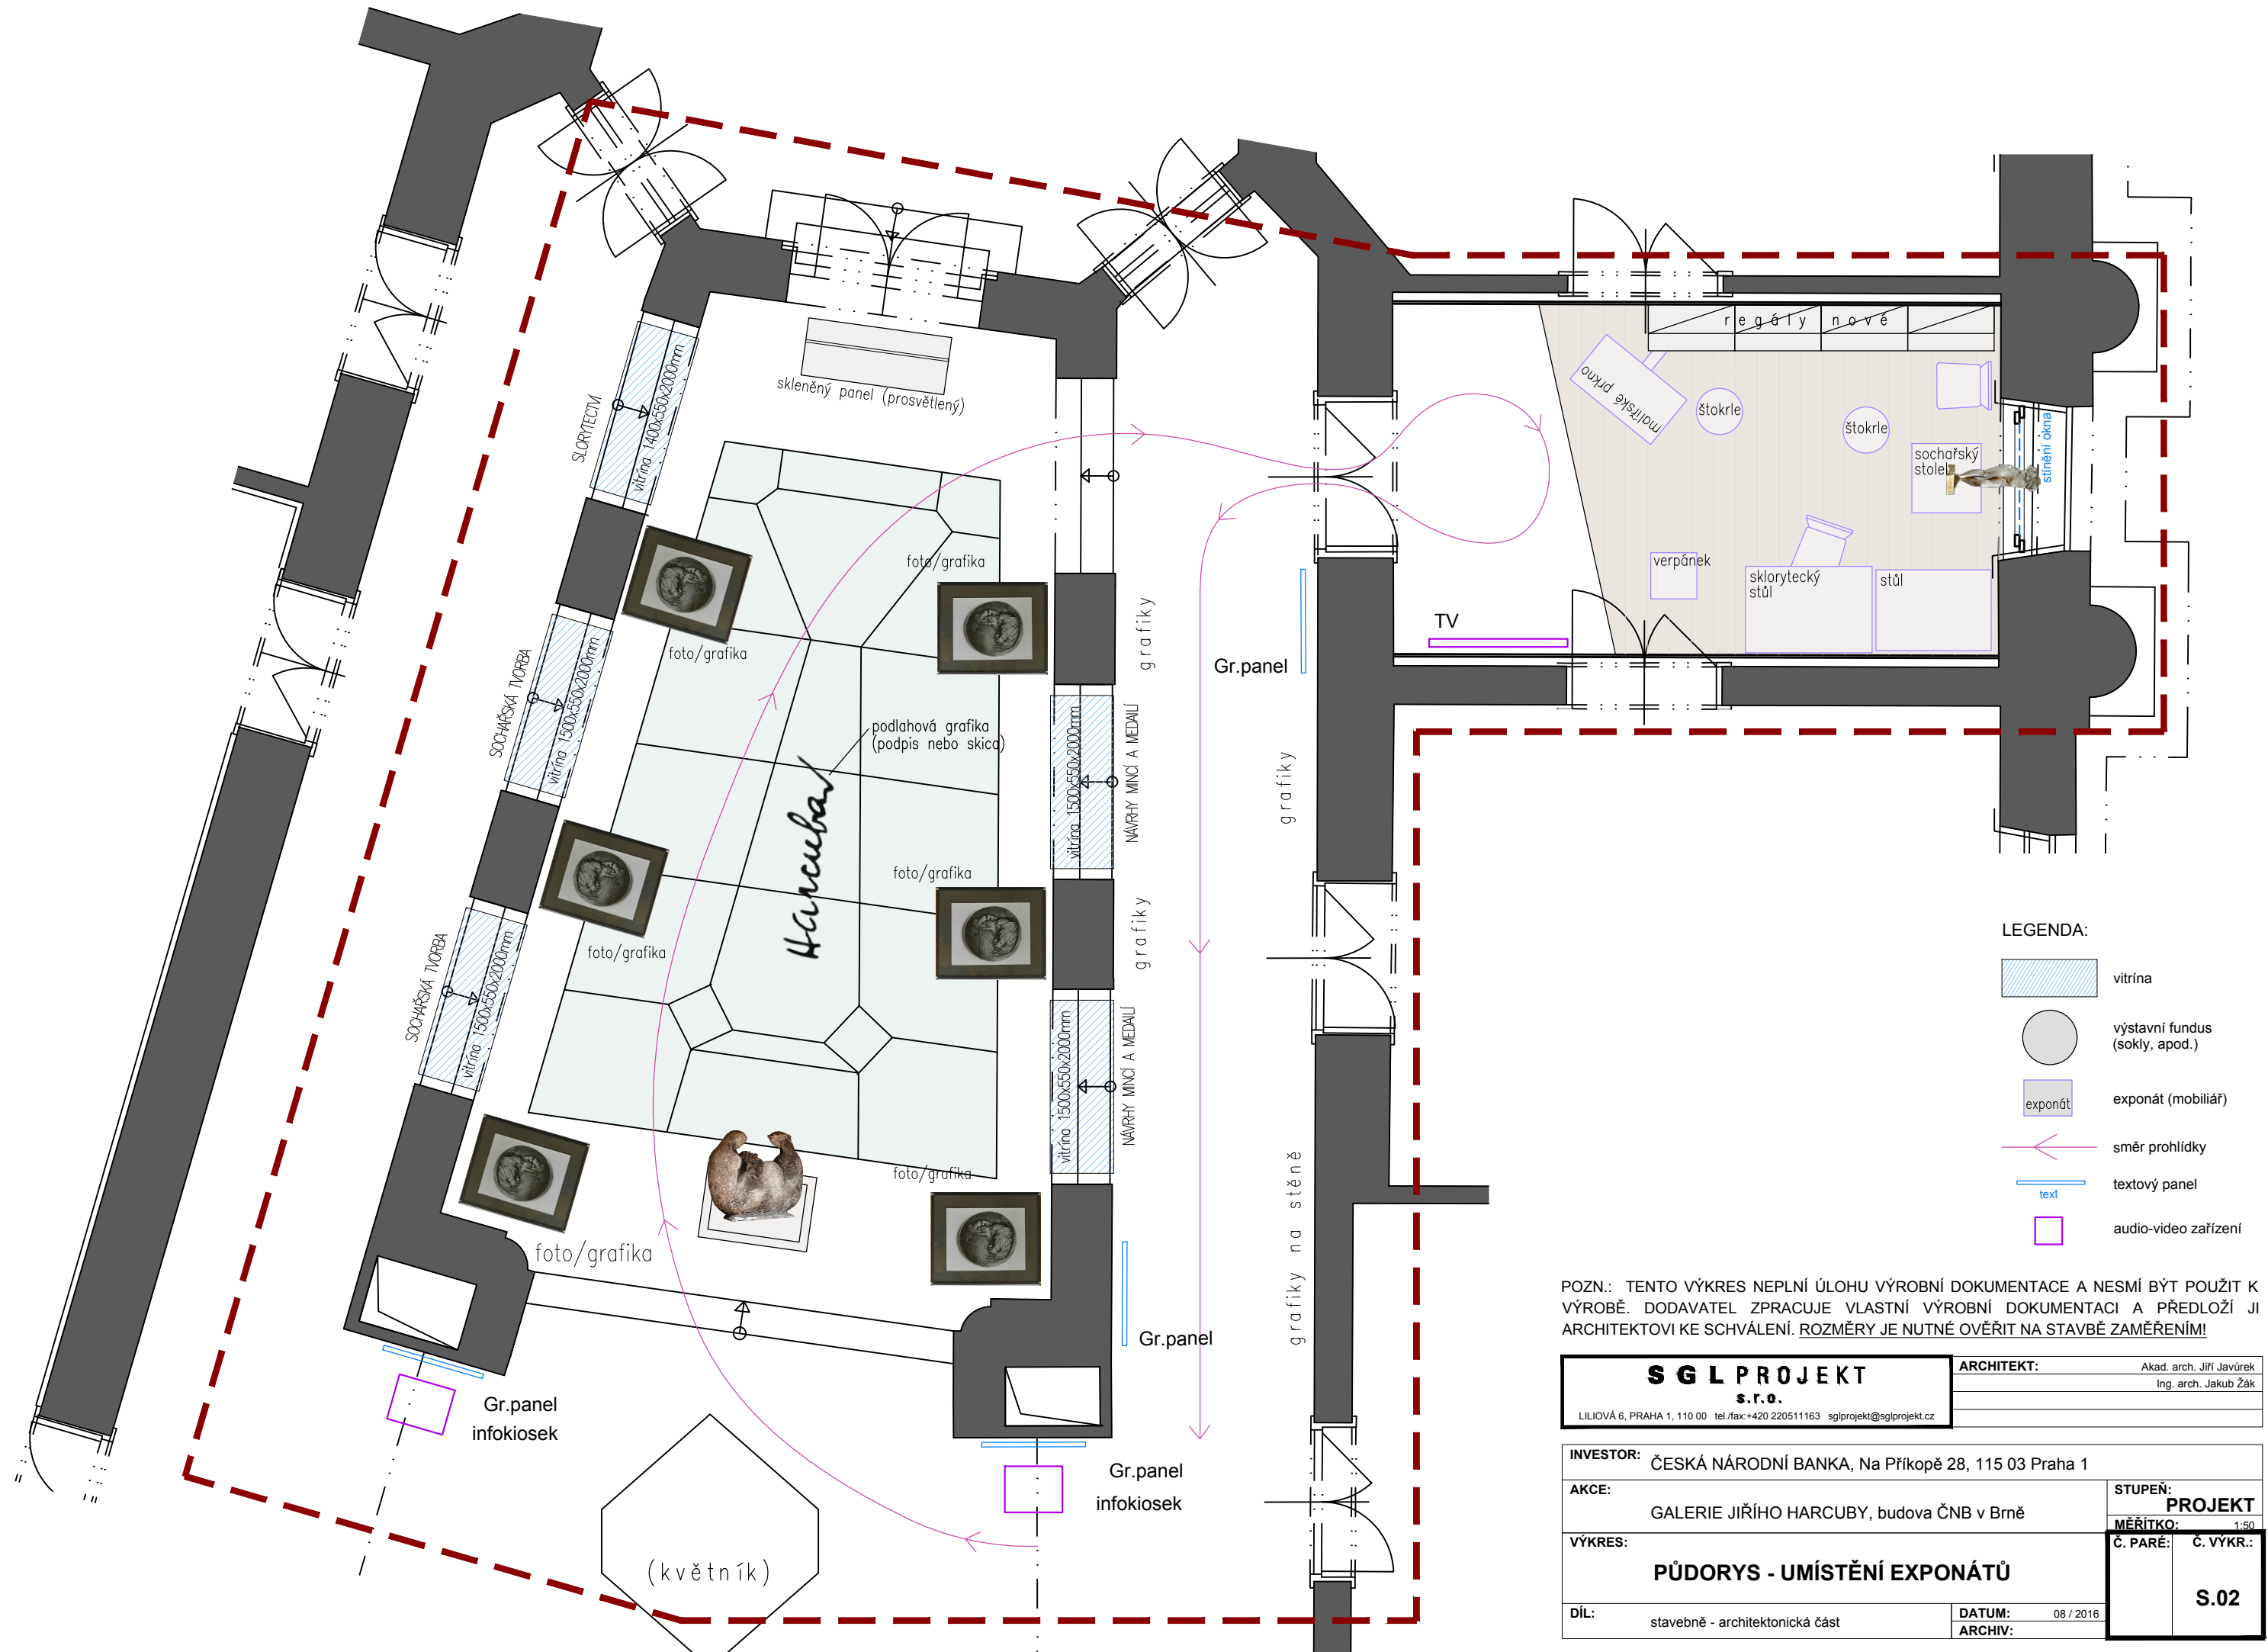 SLORYTECTVÍ
vitrína 1400x550x2000mm
skleněný panel (prosvětlený)
regály nové
malířské prkno
štokrle
štokrle
sochařský
stolek
stínění okna
verpánek
sklorytecký
stůl
stůl
TV
Gr.panel
foto/grafika
foto/grafika
grafiky
SOCHAŘSKÁ TVORBA
vitrína 1500x550x2000mm
podlahová grafika
(podpis nebo skica)
Harcuba
vitrína 1500x550x2000mm
NÁVRHY MINCÍ A MEDAILÍ
grafiky
foto/grafika
foto/grafika
grafiky
SOCHAŘSKÁ TVORBA
vitrína 1500x550x2000mm
vitrína 1500x550x2000mm
NÁVRHY MINCÍ A MEDAILÍ
foto/grafika
foto/grafika
grafiky na stěně
Gr.panel
Gr.panel
infokiosek
Gr.panel
infokiosek
(květník)
LEGENDA:
vitrína
výstavní fundus
(sokly, apod.)
exponát
exponát (mobiliář)
směr prohlídky
text
textový panel
audio-video zařízení
POZN.: TENTO VÝKRES NEPLNÍ ÚLOHU VÝROBNÍ DOKUMENTACE A NESMÍ BÝT POUŽIT K
VÝROBĚ. DODAVATEL ZPRACUJE VLASTNÍ VÝROBNÍ DOKUMENTACI A PŘEDLOŽÍ JI
ARCHITEKTOVI KE SCHVÁLENÍ. ROZMĚRY JE NUTNÉ OVĚŘIT NA STAVBĚ ZAMĚŘENÍM!
SGL PROJEKT
s.r.o.
LILIOVÁ 6, PRAHA 1, 110 00 tel./fax:+420 220511163 sglprojekt@sglprojekt.cz
ARCHITEKT: Akad. arch. Jiří Javůrek
Ing. arch. Jakub Žák
INVESTOR: ČESKÁ NÁRODNÍ BANKA, Na Příkopě 28, 115 03 Praha 1
AKCE:
GALERIE JIŘÍHO HARCUBY, budova ČNB v Brně
STUPEŇ:
PROJEKT
MĚŘÍTKO: 1:50
VÝKRES:
PŮDORYS - UMÍSTĚNÍ EXPONÁTŮ
Č. PARÉ:
Č. VÝKR.:
S.02
DÍL: stavebně - architektonická část
DATUM: 08 / 2016
ARCHIV: